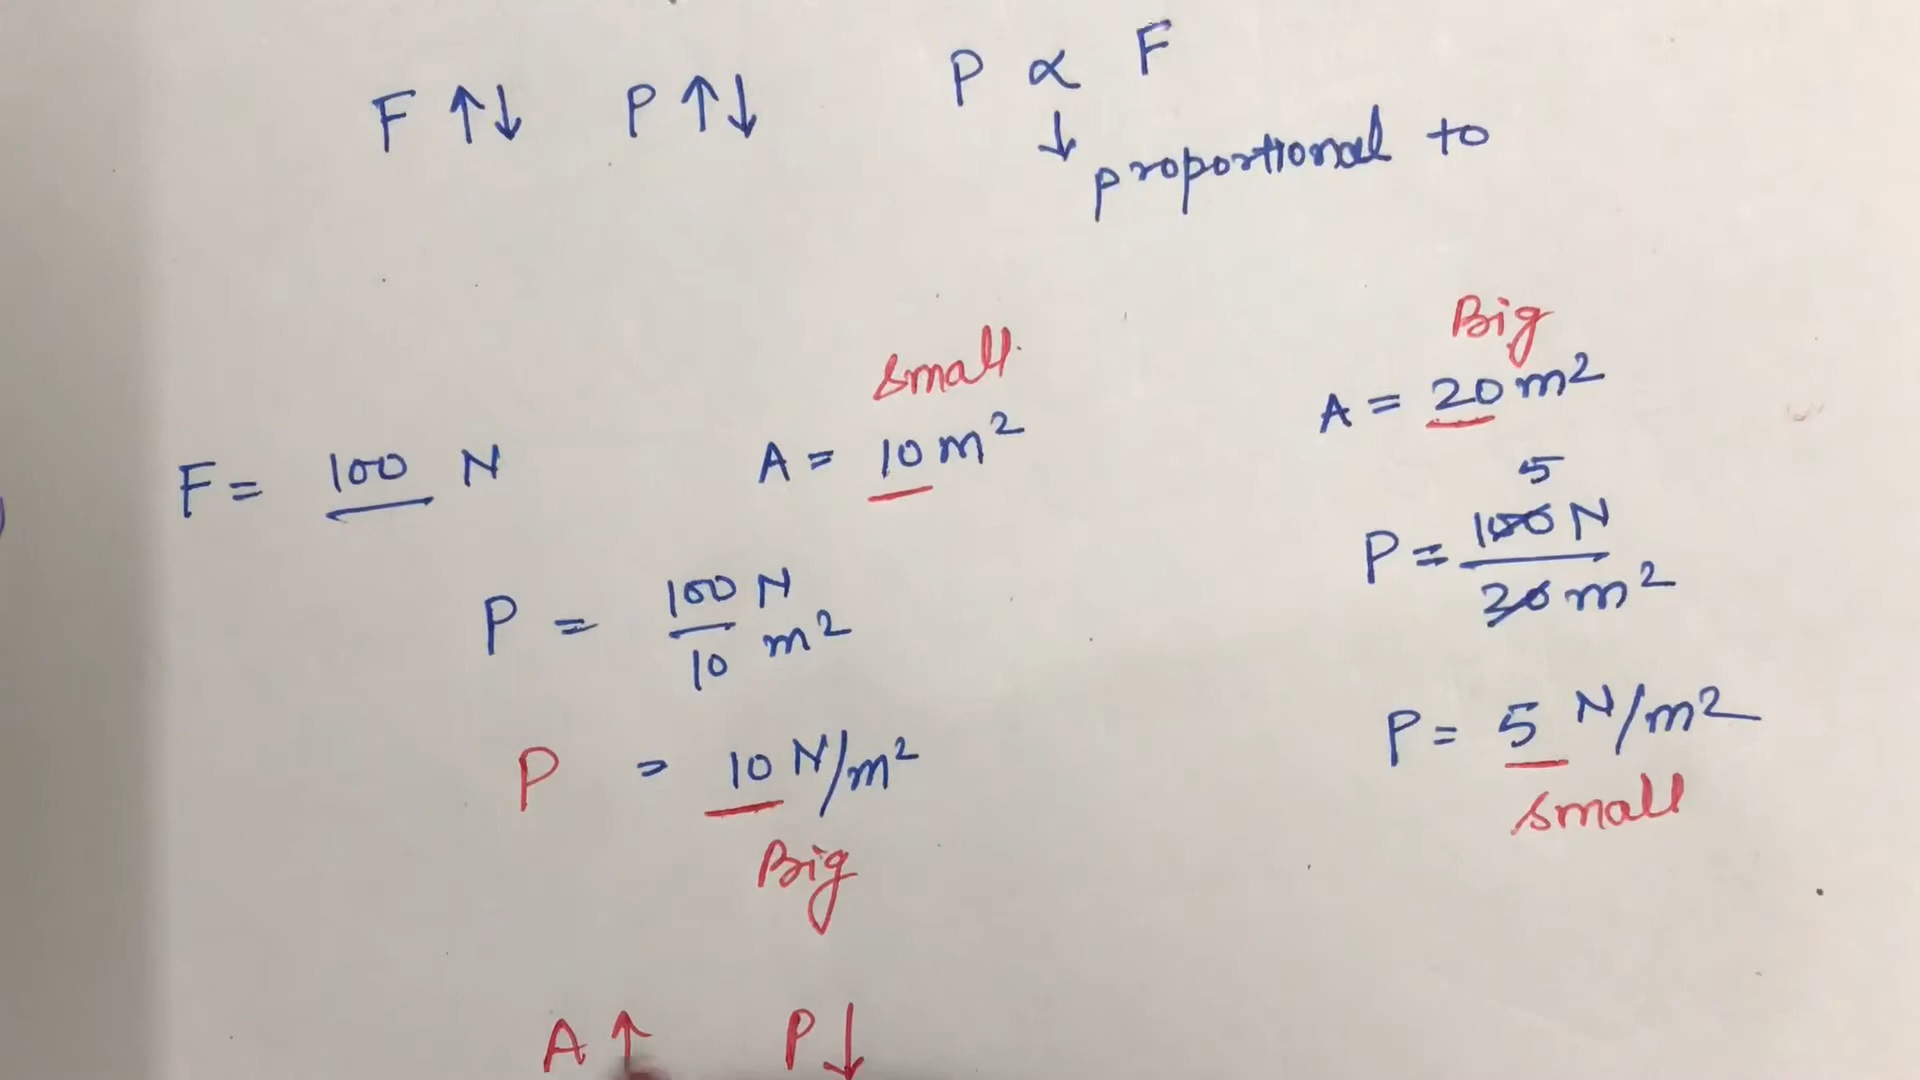 F ↑↓ P ↑↓ P ∝ F
↓ proportional to
small
Big
F = 100 N A = 10 m²
A = 20 m²
P = 100 N / 10 m²
5
P = 100 N / 20 m²
P = 10 N/m²
Big
P = 5 N/m²
small
A ↑ P ↓